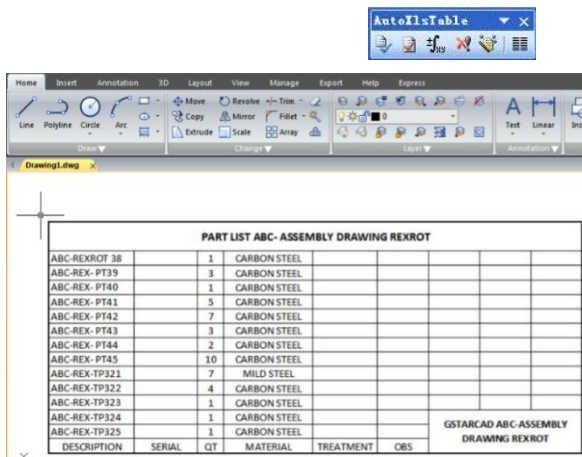 AutoXlsTable
Home Insert Annotation 3D Layout View Manage Export Help Express
Move Revolve Trim
Copy Mirror Fillet
Line Polyline Circle Arc Extrude Scale Array 0 Text Linear
Draw Change Layer Annotation
Drawing1.dwg
PART LIST ABC- ASSEMBLY DRAWING REXROT
ABC-REXROT 38 1 CARBON STEEL
ABC-REX- PT39 3 CARBON STEEL
ABC-REX- PT40 1 CARBON STEEL
ABC-REX- PT41 5 CARBON STEEL
ABC-REX- PT42 7 CARBON STEEL
ABC-REX- PT43 3 CARBON STEEL
ABC-REX- PT44 2 CARBON STEEL
ABC-REX- PT45 10 CARBON STEEL
ABC-REX-TP321 7 MILD STEEL
ABC-REX-TP322 4 CARBON STEEL
ABC-REX-TP323 1 CARBON STEEL
ABC-REX-TP324 1 CARBON STEEL
ABC-REX-TP325 1 CARBON STEEL
DESCRIPTION SERIAL QT MATERIAL TREATMENT OBS
GSTARCAD ABC-ASSEMBLY
DRAWING REXROT